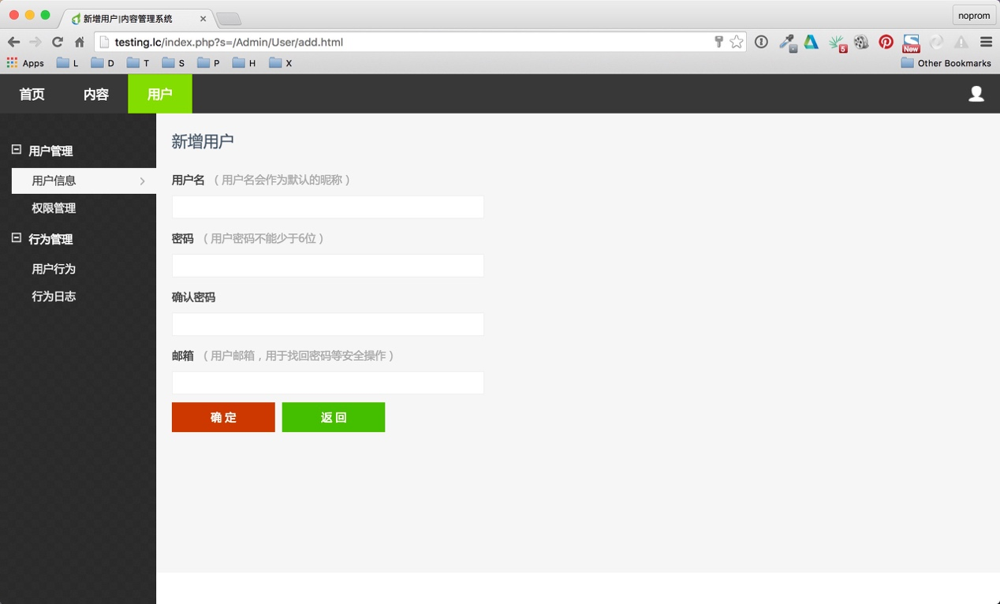 新增用户|内容管理系统
noprom
testing.lc/index.php?s=/Admin/User/add.html
5
New
Apps L D T S P H X Other Bookmarks
首页 内容 用户
用户管理
用户信息
权限管理
行为管理
用户行为
行为日志
新增用户
用户名 （用户名会作为默认的昵称）
密码 （用户密码不能少于6位）
确认密码
邮箱 （用户邮箱，用于找回密码等安全操作）
确 定 返 回